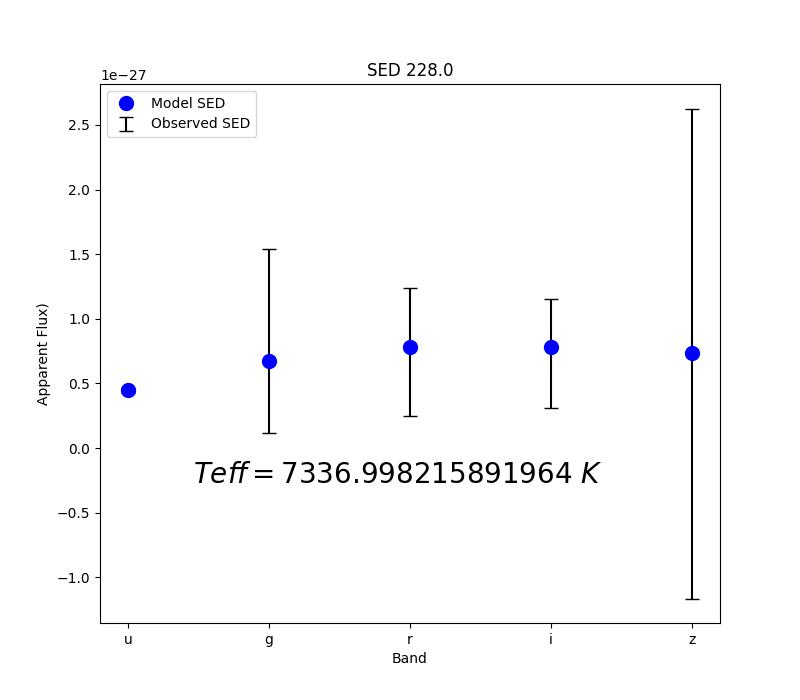 SED 228.0
1e−27
Model SED
Observed SED
2.5
2.0
1.5
1.0
0.5
0.0
−0.5
−1.0
Apparent Flux)
Teff = 7336.998215891964 K
u g r i z
Band